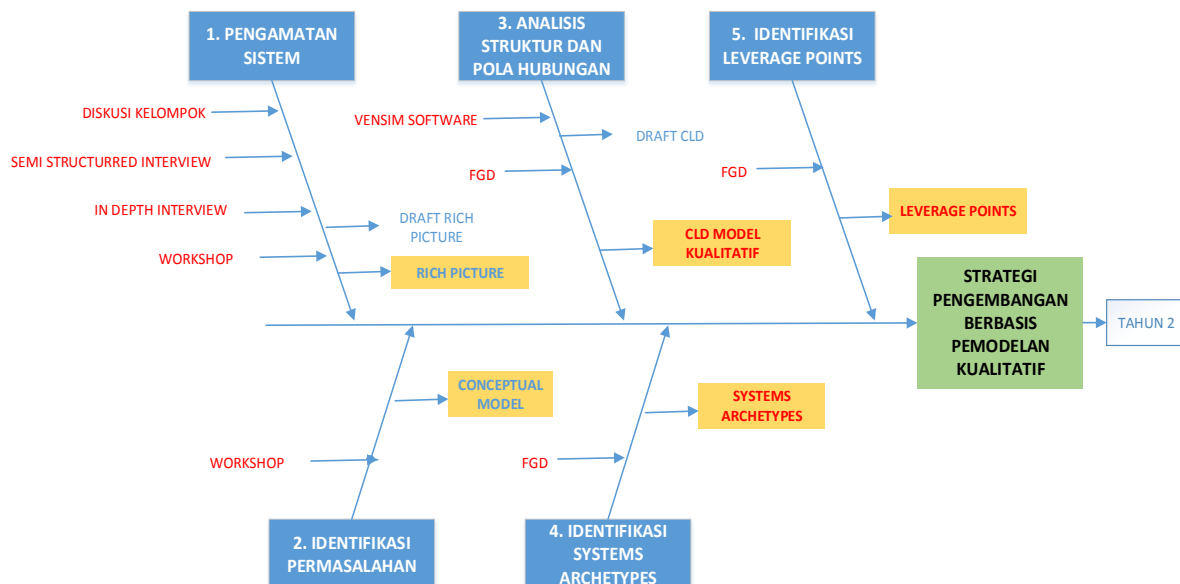 1. PENGAMATAN
SISTEM
3. ANALISIS
STRUKTUR DAN
POLA HUBUNGAN
5. IDENTIFIKASI
LEVERAGE POINTS
DISKUSI KELOMPOK
SEMI STRUCTURRED INTERVIEW
IN DEPTH INTERVIEW
WORKSHOP
DRAFT RICH
PICTURE
RICH PICTURE
VENSIM SOFTWARE
DRAFT CLD
FGD
CLD MODEL
KUALITATIF
FGD
LEVERAGE POINTS
STRATEGI
PENGEMBANGAN
BERBASIS
PEMODELAN
KUALITATIF
TAHUN 2
CONCEPTUAL
MODEL
WORKSHOP
SYSTEMS
ARCHETYPES
FGD
2. IDENTIFIKASI
PERMASALAHAN
4. IDENTIFIKASI
SYSTEMS
ARCHETYPES